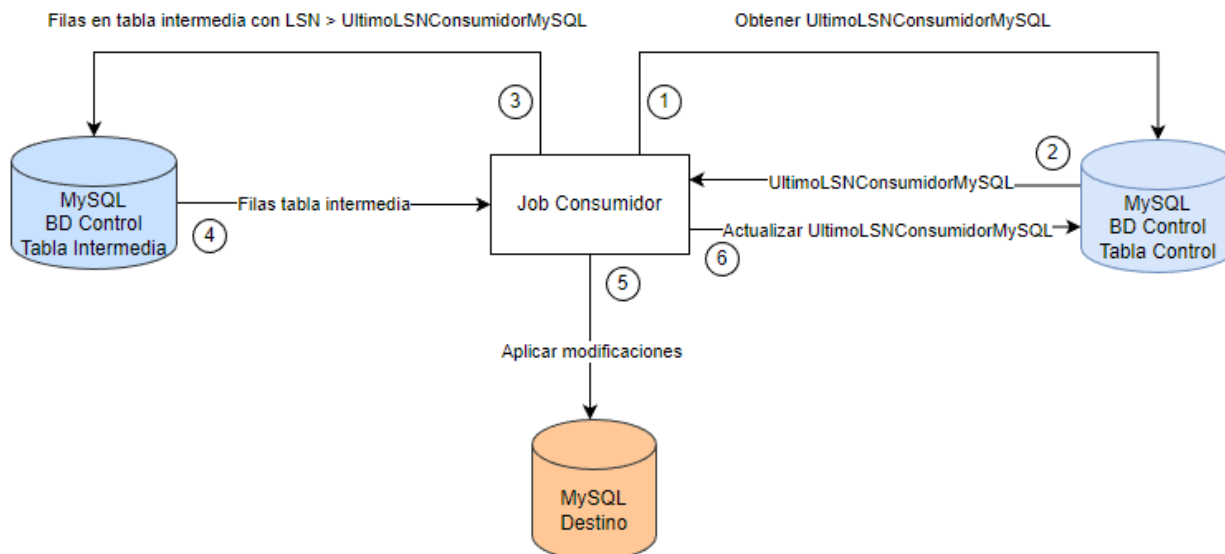 Filas en tabla intermedia con LSN > UltimoLSNConsumidorMySQL
Obtener UltimoLSNConsumidorMySQL
3
1
2
MySQL
BD Control
Tabla Intermedia
4
Filas tabla intermedia
Job Consumidor
UltimoLSNConsumidorMySQL
Actualizar UltimoLSNConsumidorMySQL
6
MySQL
BD Control
Tabla Control
5
Aplicar modificaciones
MySQL
Destino